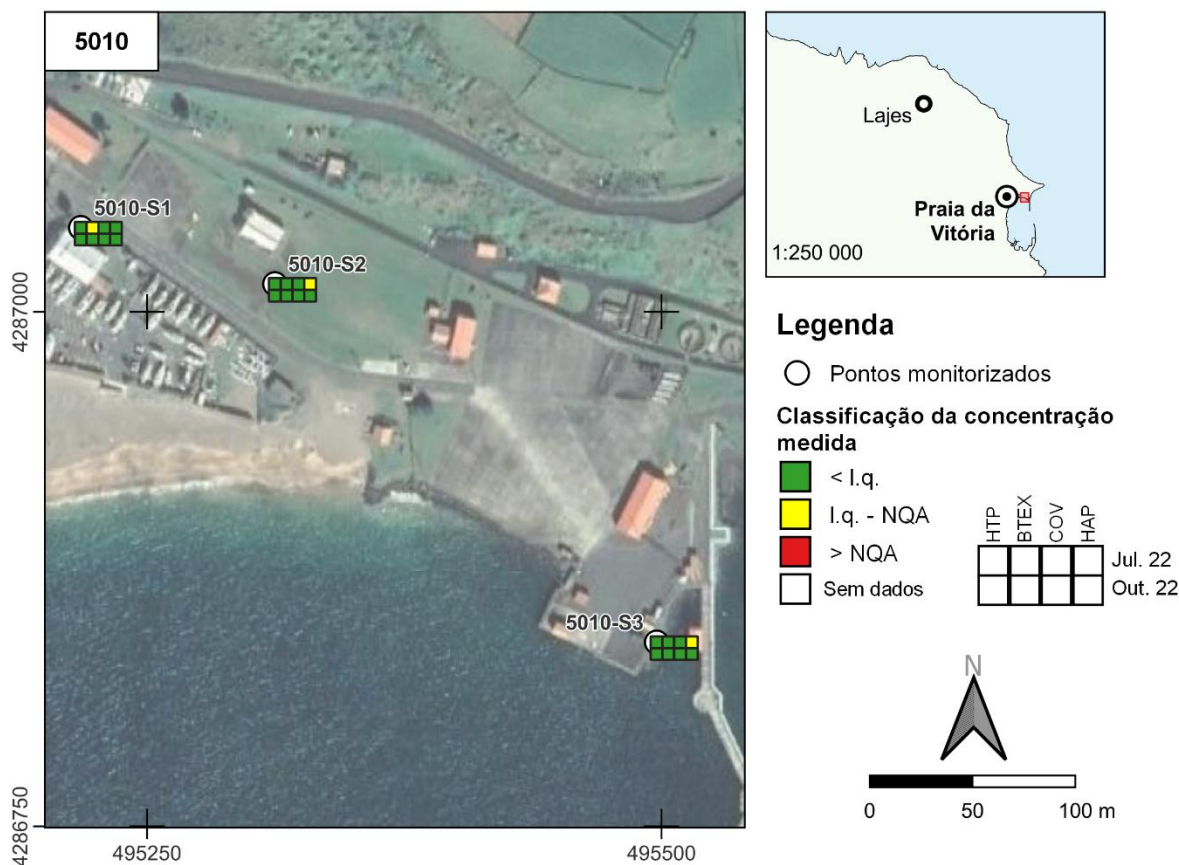 5010
5010-S1
5010-S2
5010-S3
4287000
4286750
495250
495500
Lajes
Praia da
Vitória
1:250 000
Legenda
Pontos monitorizados
Classificação da concentração
medida
< l.q.
l.q. - NQA
> NQA
Sem dados
HTP
BTEX
COV
HAP
Jul. 22
Out. 22
N
0 50 100 m